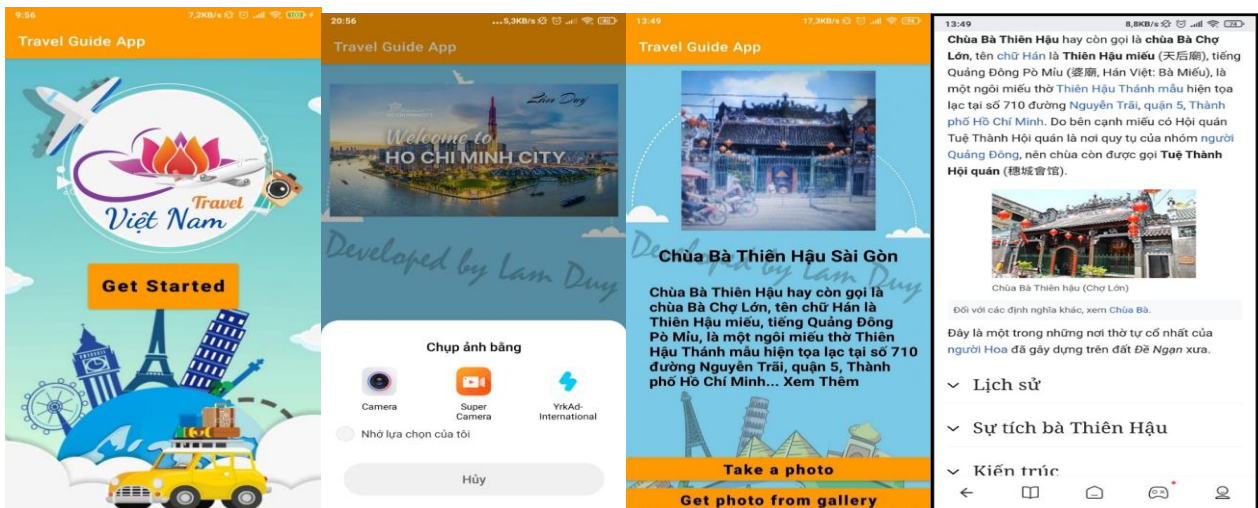 9:56
7,2KB/s
Travel Guide App
Travel
Việt Nam
Get Started
20:56
...5,3KB/s
40
Travel Guide App
Lâm Duy
Welcome to
HO CHI MINH CITY
Developed by Lam Duy
Chụp ảnh bằng
Camera
Super
Camera
YrkAd-
International
Nhớ lựa chọn của tôi
Hủy
13:49
17,3KB/s
74
Travel Guide App
Developed by Lam Duy
Chùa Bà Thiên Hậu Sài Gòn
Chùa Bà Thiên Hậu hay còn gọi là
chùa Bà Chợ Lớn, tên chữ Hán là
Thiên Hậu miếu, tiếng Quảng Đông
Pò Mỉu, là một ngôi miếu thờ Thiên
Hậu Thánh mẫu hiện tọa lạc tại số 710
đường Nguyễn Trãi, quận 5, Thành
phố Hồ Chí Minh... Xem Thêm
Take a photo
Get photo from gallery
13:49
8,8KB/s
74
Chùa Bà Thiên Hậu hay còn gọi là chùa Bà Chợ
Lớn, tên chữ Hán là Thiên Hậu miếu (天后廟), tiếng
Quảng Đông Pò Mỉu (婆廟, Hán Việt: Bà Miếu), là
một ngôi miếu thờ Thiên Hậu Thánh mẫu hiện tọa
lạc tại số 710 đường Nguyễn Trãi, quận 5, Thành
phố Hồ Chí Minh. Do bên cạnh miếu có Hội quán
Tuệ Thành Hội quán là nơi quy tụ của nhóm người
Quảng Đông, nên chùa còn được gọi Tuệ Thành
Hội quán (穗城會馆).
Chùa Bà Thiên hậu (Chợ Lớn)
Đối với các định nghĩa khác, xem Chùa Bà.
Đây là một trong những nơi thờ tự cổ nhất của
người Hoa đã gây dựng trên đất Đề Ngạn xưa.
Lịch sử
Sự tích bà Thiên Hậu
Kiến trúc